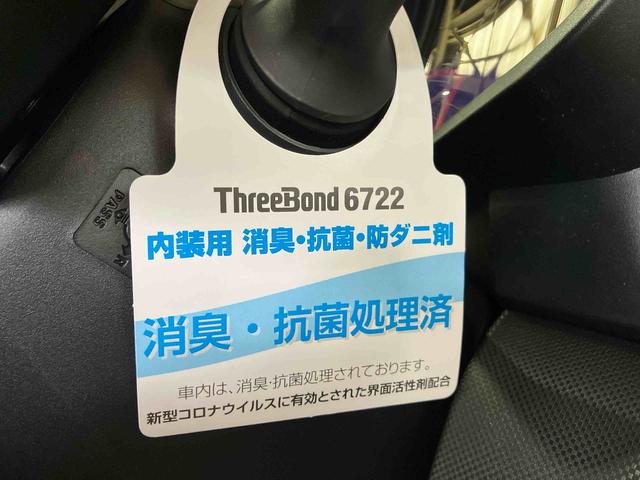 ThreeBond 6722
内装用 消臭・抗菌・防ダニ剤
消臭・抗菌処理済
車内は、消臭・抗菌処理されております。
新型コロナウイルスに有効とされた界面活性剤配合
PASS